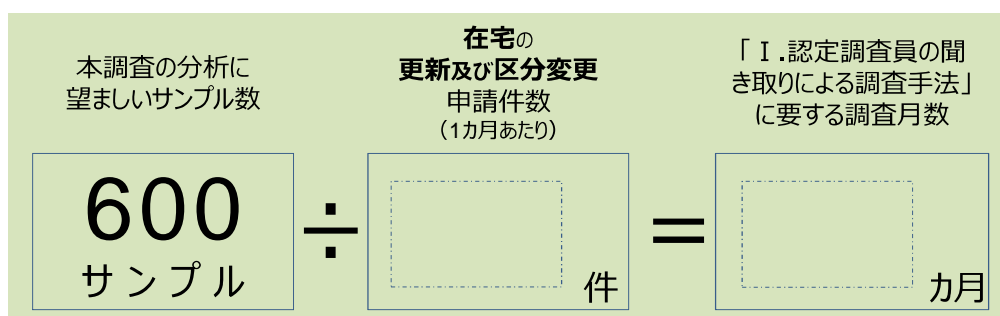 本調査の分析に
望ましいサンプル数
在宅の
更新及び区分変更
申請件数
（1カ月あたり）
「Ⅰ.認定調査員の聞
き取りによる調査手法」
に要する調査月数
600
サンプル
÷
件
=
カ月